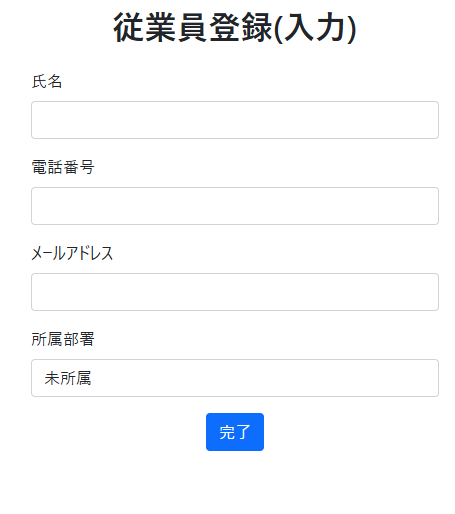 従業員登録(入力)
氏名
電話番号
メールアドレス
所属部署
未所属
完了